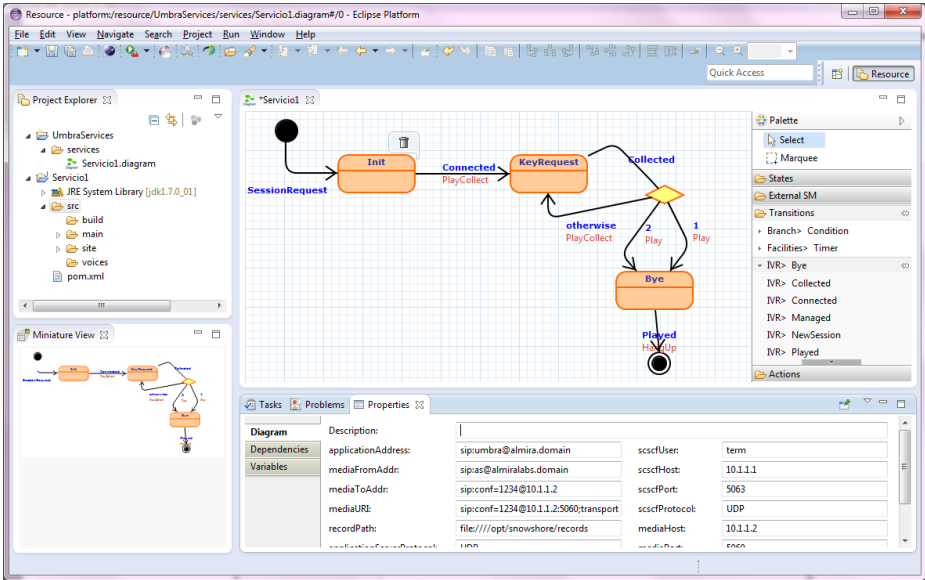 Resource - platform:/resource/UmbraServices/services/Servicio1.diagram#/0 - Eclipse Platform
File Edit View Navigate Search Project Run Window Help
Quick Access
Resource
Project Explorer
UmbraServices
services
Servicio1.diagram
Servicio1
JRE System Library [jdk1.7.0_01]
src
build
main
site
voices
pom.xml
Miniature View
*Servicio1
Init
KeyRequest
Collected
Connected
PlayCollect
SessionRequest
otherwise
PlayCollect
2
Play
1
Play
Bye
Played
HangUp
Palette
Select
Marquee
States
External SM
Transitions
Branch> Condition
Facilities> Timer
IVR> Bye
IVR> Collected
IVR> Connected
IVR> Managed
IVR> NewSession
IVR> Played
Actions
Tasks Problems Properties
Diagram
Dependencies
Variables
Description:
applicationAddress: sip:umbra@almira.domain scscfUser: term
mediaFromAddr: sip:as@almiralabs.domain scscfHost: 10.1.1.1
mediaToAddr: sip:conf=1234@10.1.1.2 scscfPort: 5063
mediaURI: sip:conf=1234@10.1.1.2:5060;transport scscfProtocol: UDP
recordPath: file:////opt/snowshore/records mediaHost: 10.1.1.2
applicationServerProtocol: UDP mediaPort: 5060